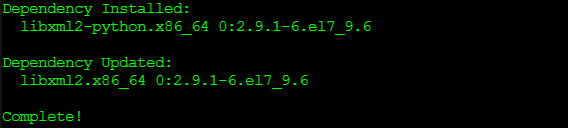 Dependency Installed:
libxml2-python.x86_64 0:2.9.1-6.el7_9.6
Dependency Updated:
libxml2.x86_64 0:2.9.1-6.el7_9.6
Complete!